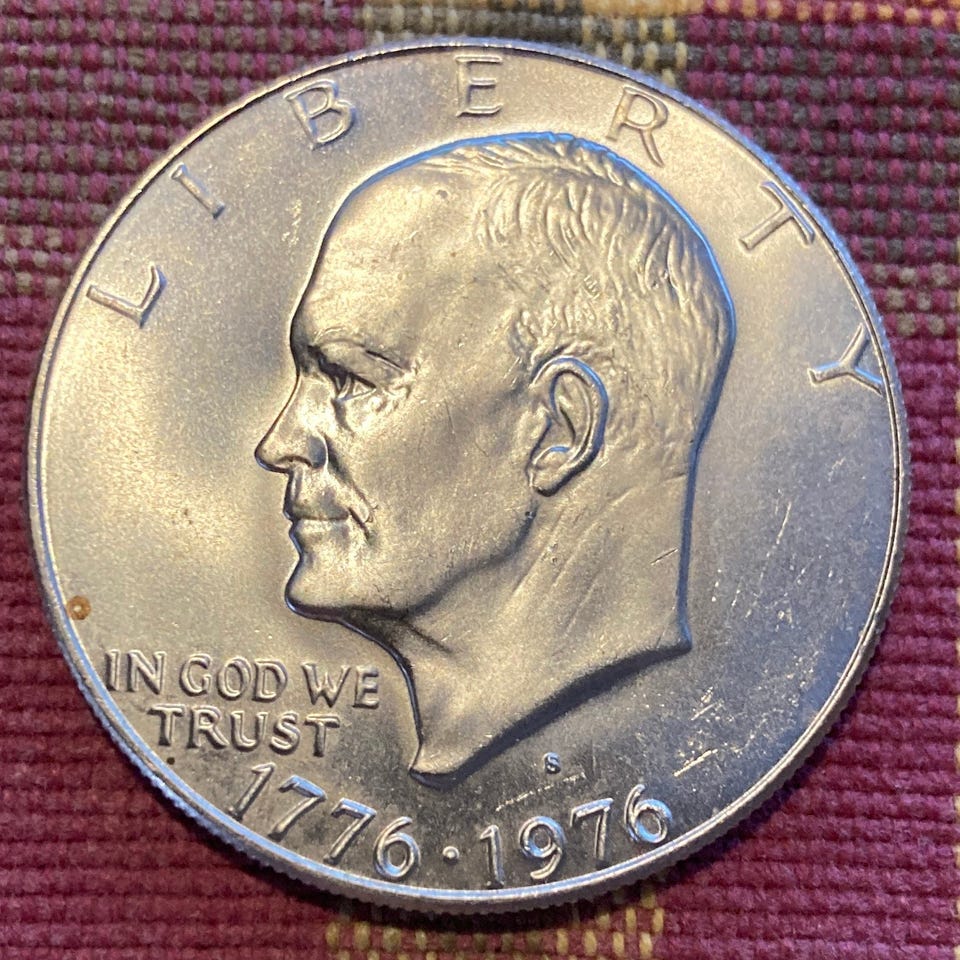 LIBERTY
IN GOD WE
TRUST
S
1776 · 1976